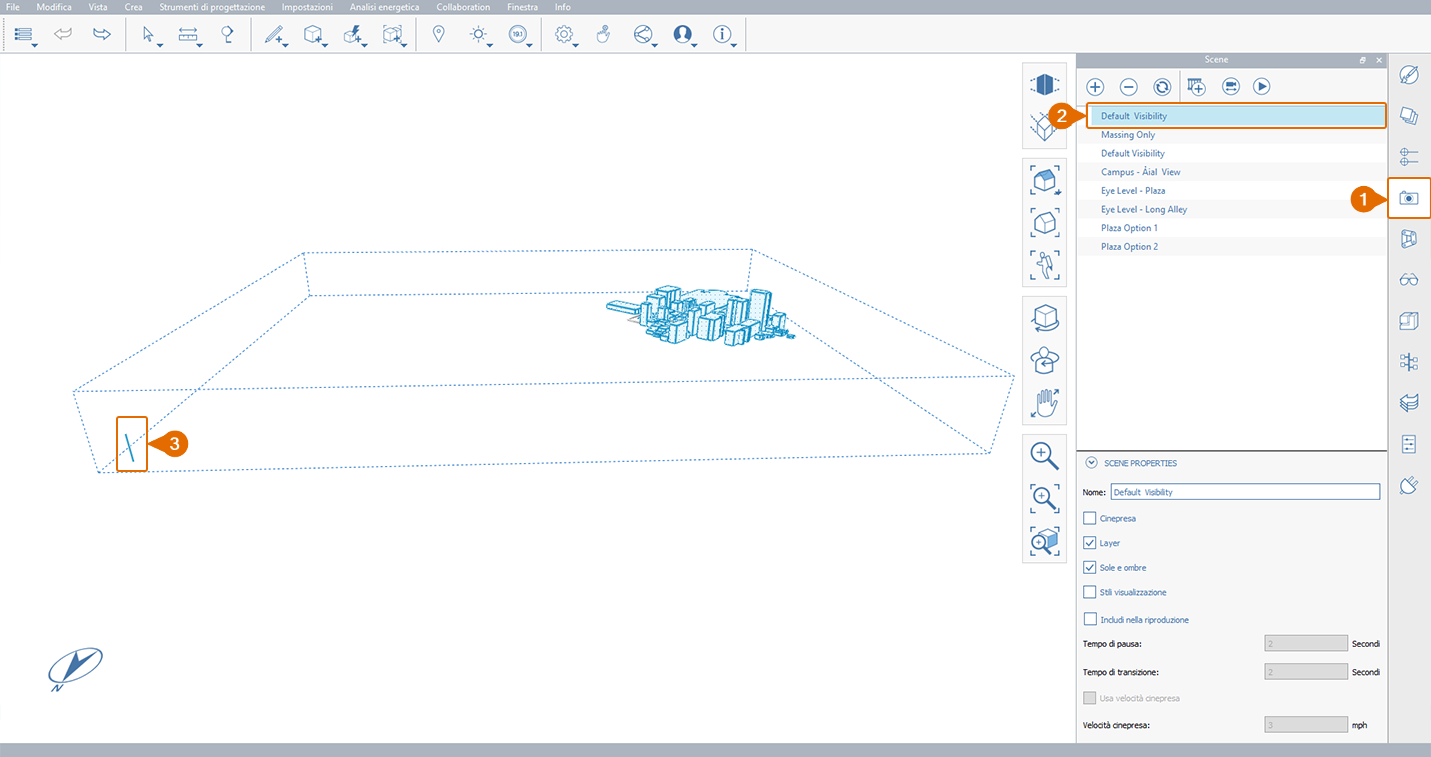 File Modifica Vista Crea Strumenti di progettazione Impostazioni Analisi energetica Collaboration Finestra Info
19.1
Scene
2 Default Visibility
Massing Only
Default Visibility
Campus - Áial View
1
Eye Level - Plaza
Eye Level - Long Alley
Plaza Option 1
Plaza Option 2
3
SCENE PROPERTIES
Nome: Default Visibility
Cinepresa
Layer
Sole e ombre
Stili visualizzazione
Includi nella riproduzione
Tempo di pausa: 2 Secondi
Tempo di transizione: 2 Secondi
Usa velocità cinepresa
Velocità cinepresa: 3 mph
N